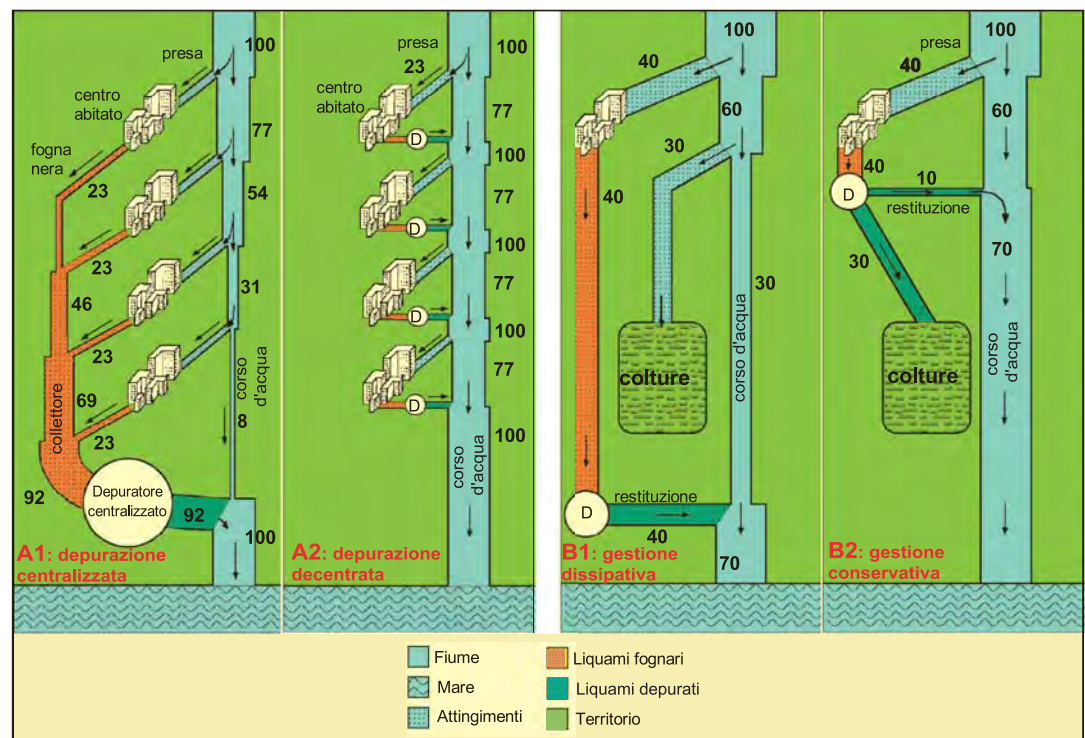 100
presa
centro
abitato
77
fogna
nera
23
54
23
46
31
23
69
collettore
corso
d'acqua
8
23
92
Depuratore
centralizzato
92
100
A1: depurazione
centralizzata
presa
100
23
centro
abitato
77
D
100
77
D
100
77
D
100
77
D
100
corso
d'acqua
A2: depurazione
decentrata
100
40
60
30
40
30
colture
corso d'acqua
D
restituzione
40
70
B1: gestione
dissipativa
100
presa
40
60
40
D
10
restituzione
70
30
colture
corso
d'acqua
B2: gestione
conservativa
Fiume
Mare
Attingimenti
Liquami fognari
Liquami depurati
Territorio